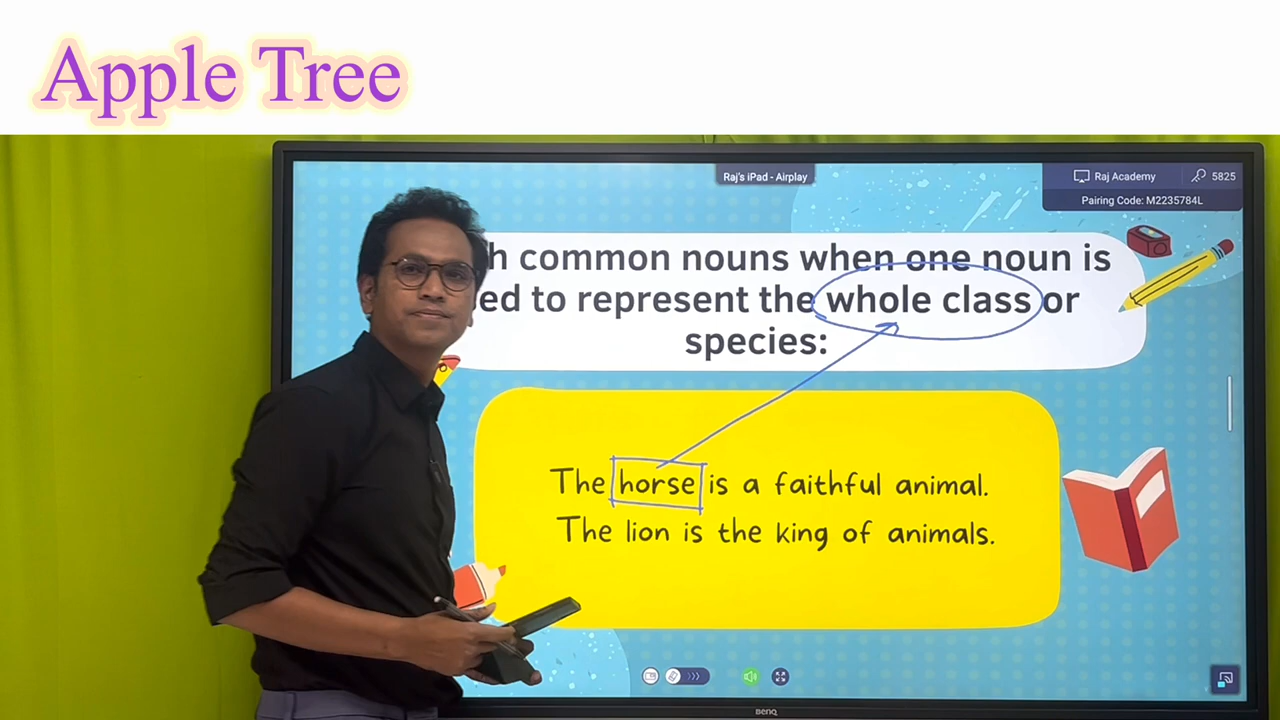 Apple Tree
Raj's iPad - Airplay
Raj Academy
5825
Pairing Code: M2235784L
common nouns when one noun is
to represent the whole class or
species:
The horse is a faithful animal.
The lion is the king of animals.
BenQ